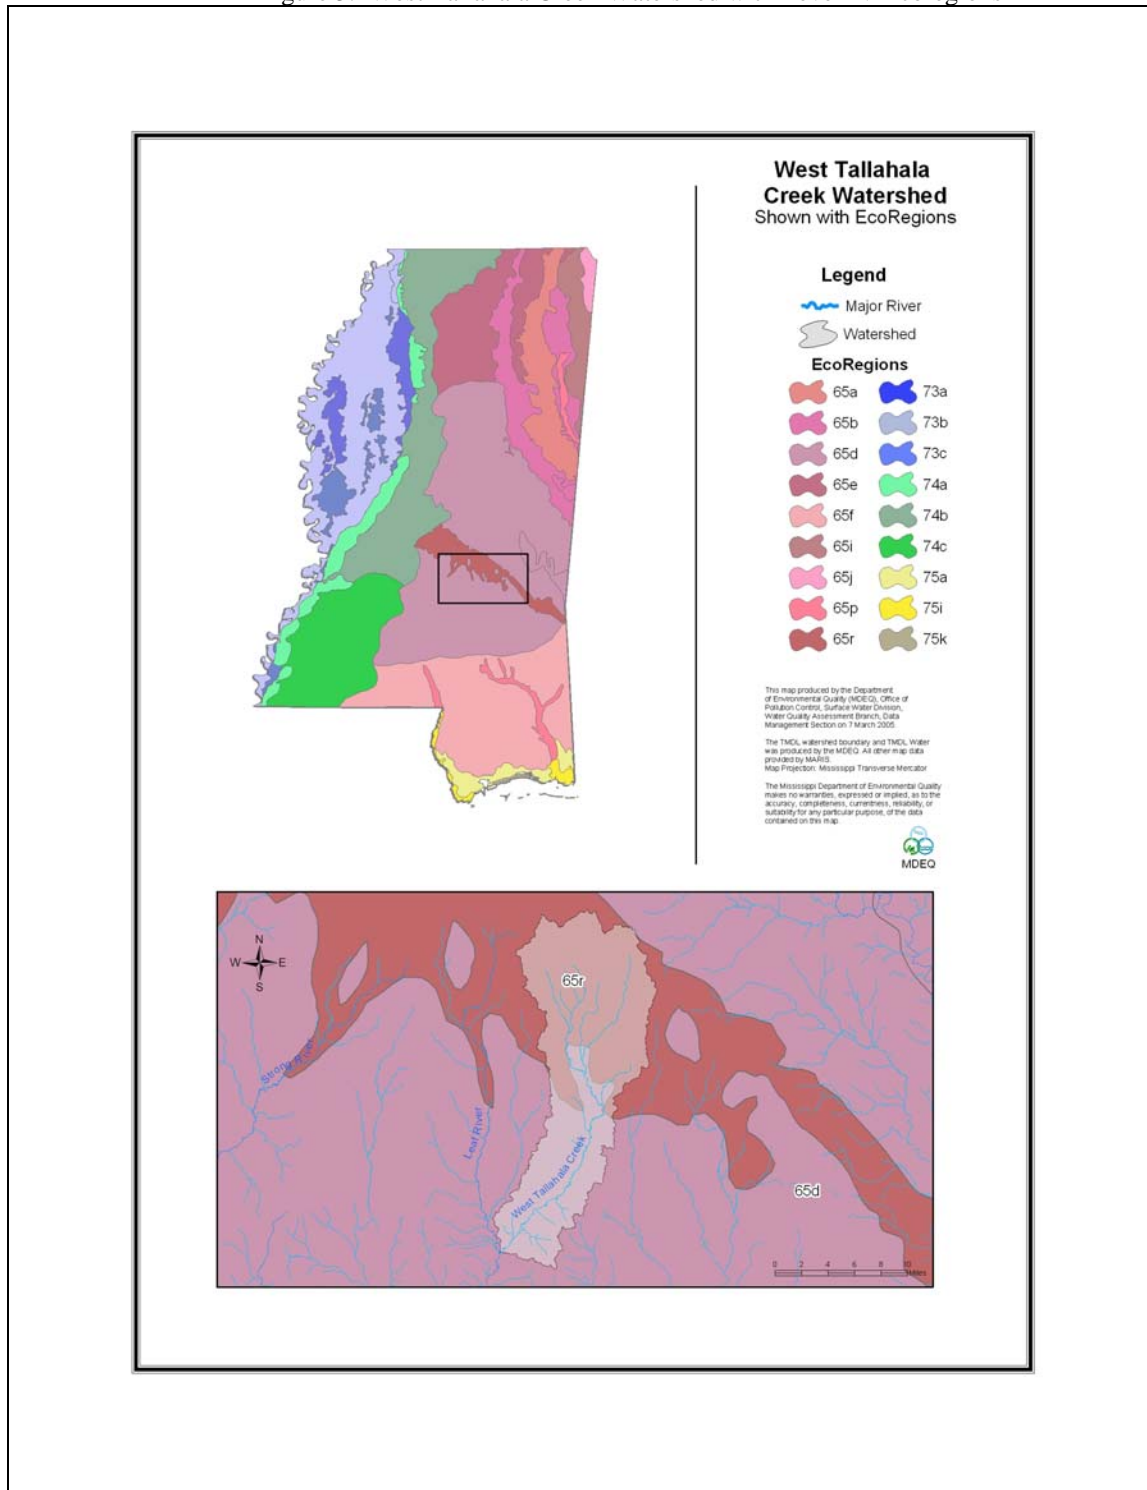 West Tallahala
Creek Watershed
Shown with EcoRegions
Legend
Major River
Watershed
EcoRegions
65a 73a
65b 73b
65d 73c
65e 74a
65f 74b
65i 74c
65j 75a
65p 75i
65r 75k
This map produced by the Department
of Environmental Quality (MDEQ), Office of
Pollution Control, Surface Water Division,
Water Quality Assessment Branch, Data
Management Section on 7 March 2005
The TMDL watershed boundary and TMDL Water
was produced by the MDEQ. All other map data
provided by MARIS.
Map Projection: Mississippi Transverse Mercator
The Mississippi Department of Environmental Quality
makes no warranties, expressed or implied, as to the
accuracy, completeness, currentness, reliability, or
suitability for any particular purpose, of the data
contained on this map.
MDEQ
N
W E
S
65r
Strong River
Leaf River
West Tallahala Creek
65d
0 2 4 6 8 10
Miles